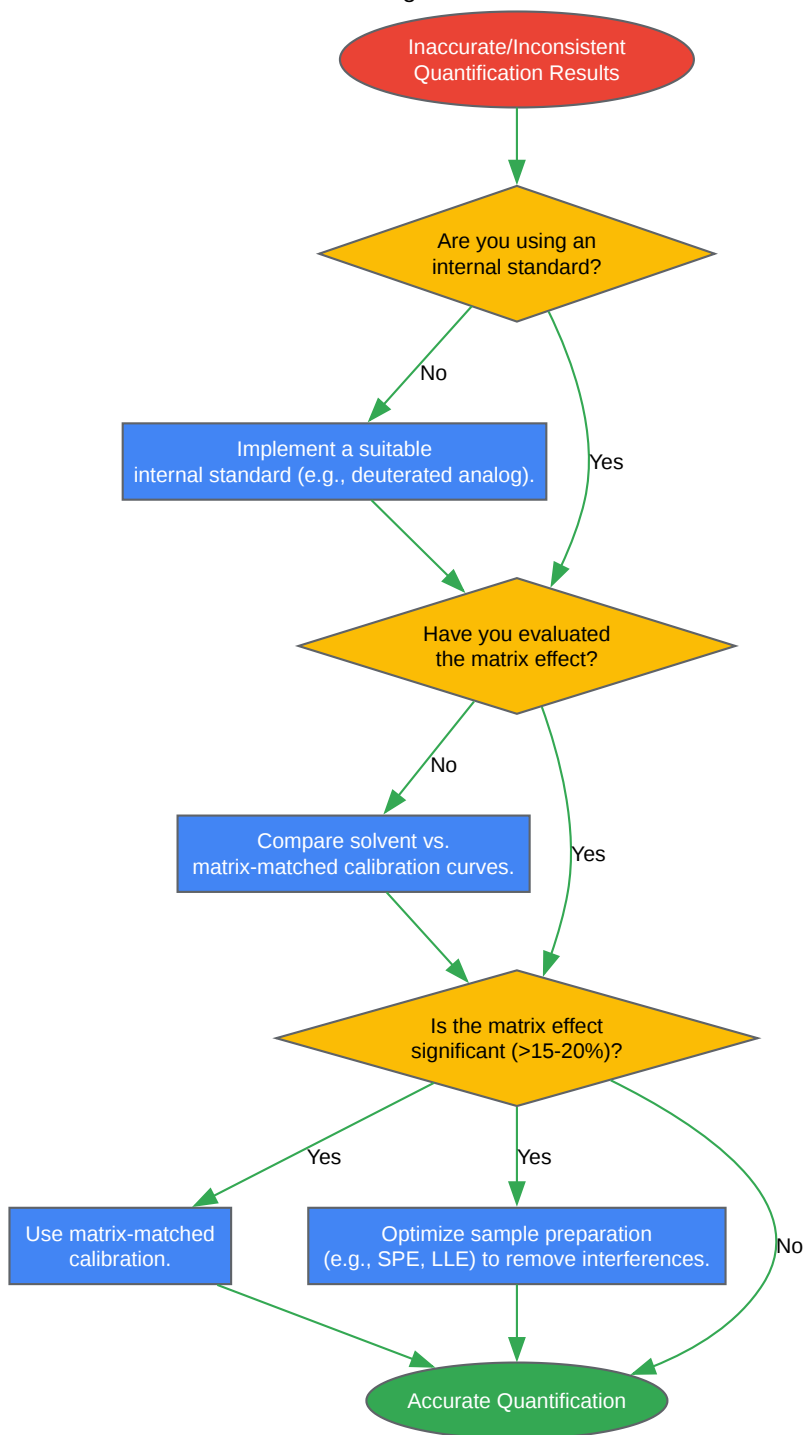 Inaccurate/Inconsistent
Quantification Results
Are you using an
internal standard?
No
Implement a suitable
internal standard (e.g., deuterated analog).
Yes
Have you evaluated
the matrix effect?
No
Compare solvent vs.
matrix-matched calibration curves.
Yes
Is the matrix effect
significant (>15-20%)?
Yes
Yes
Use matrix-matched
calibration.
Optimize sample preparation
(e.g., SPE, LLE) to remove interferences.
No
Accurate Quantification